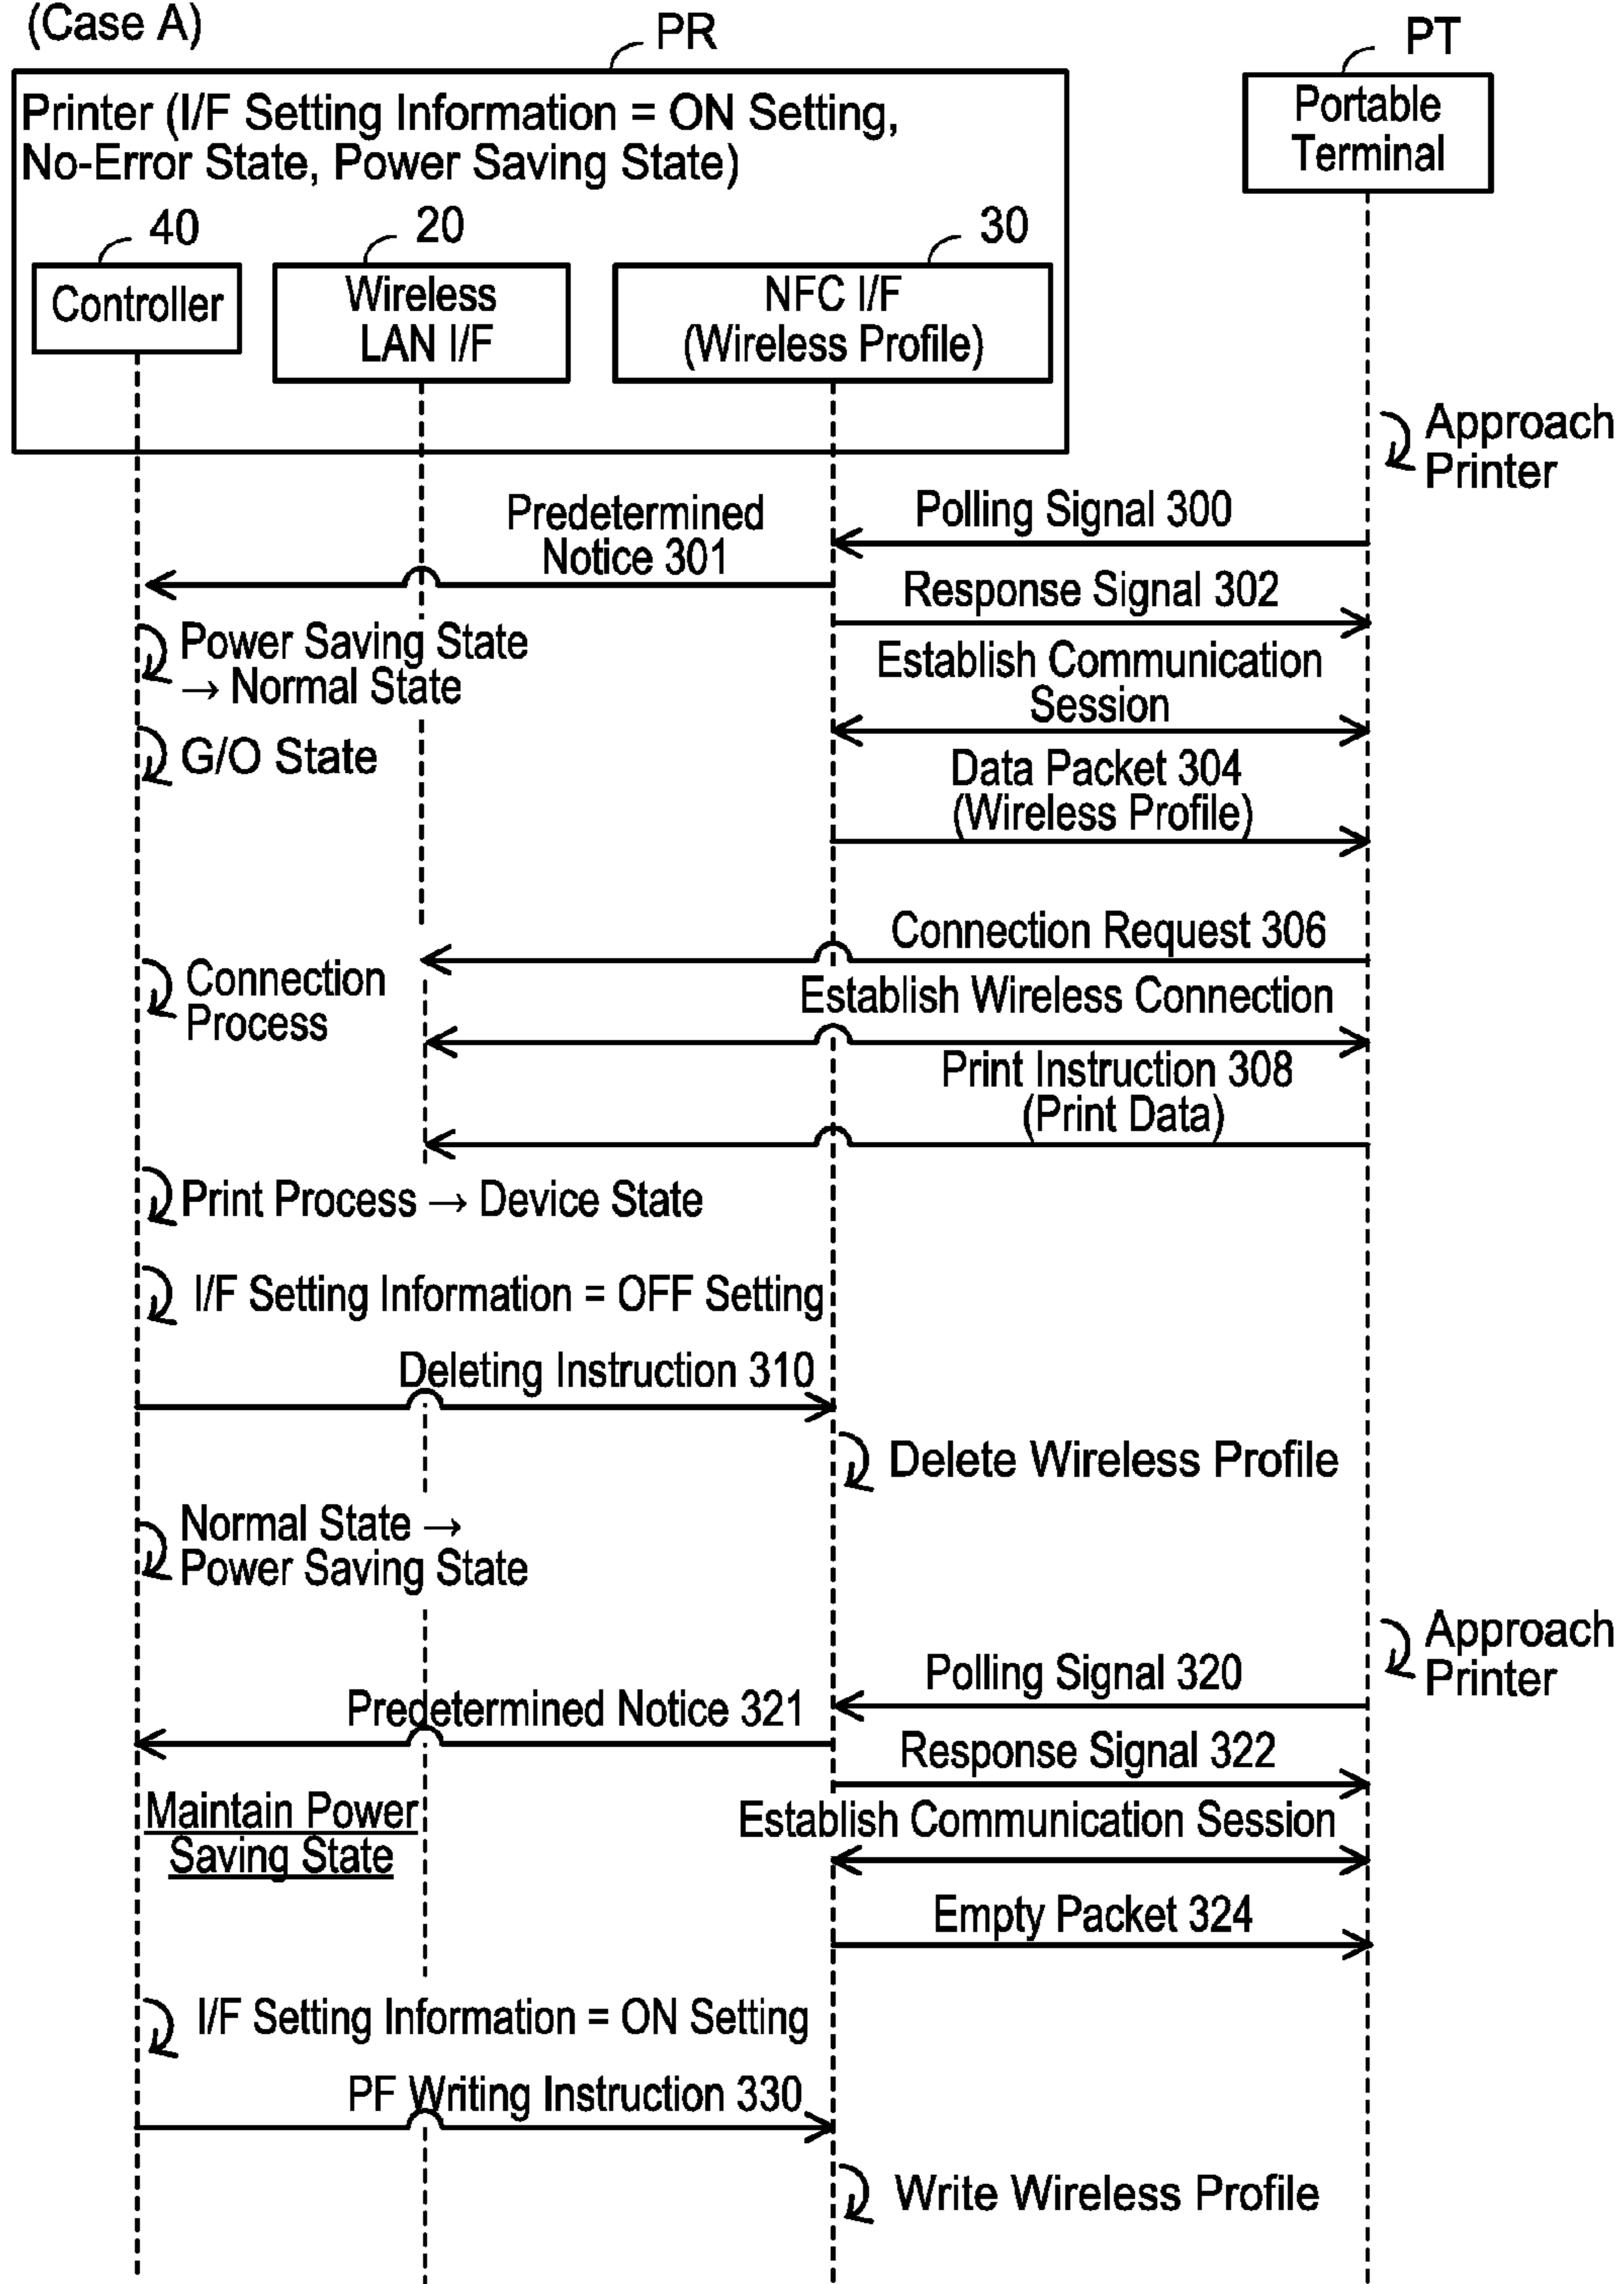 (Case A)
PR
PT
Printer (I/F Setting Information = ON Setting,
No-Error State, Power Saving State)
Portable
Terminal
40
20
30
Controller
Wireless
LAN I/F
NFC I/F
(Wireless Profile)
Approach
Printer
Polling Signal 300
Predetermined
Notice 301
Response Signal 302
Power Saving State
→ Normal State
Establish Communication
Session
G/O State
Data Packet 304
(Wireless Profile)
Connection Request 306
Connection
Process
Establish Wireless Connection
Print Instruction 308
(Print Data)
Print Process → Device State
I/F Setting Information = OFF Setting
Deleting Instruction 310
Delete Wireless Profile
Normal State →
Power Saving State
Approach
Printer
Polling Signal 320
Predetermined Notice 321
Response Signal 322
Maintain Power
Saving State
Establish Communication Session
Empty Packet 324
I/F Setting Information = ON Setting
PF Writing Instruction 330
Write Wireless Profile